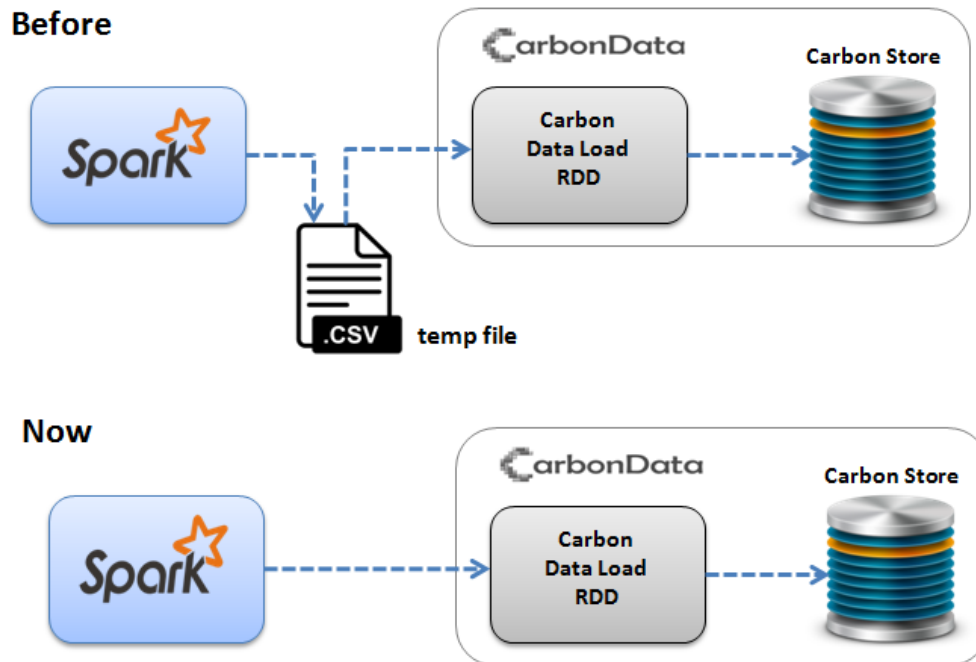 Before
CarbonData
Carbon Store
Spark
Carbon
Data Load
RDD
.CSV
temp file
Now
CarbonData
Carbon Store
Spark
Carbon
Data Load
RDD